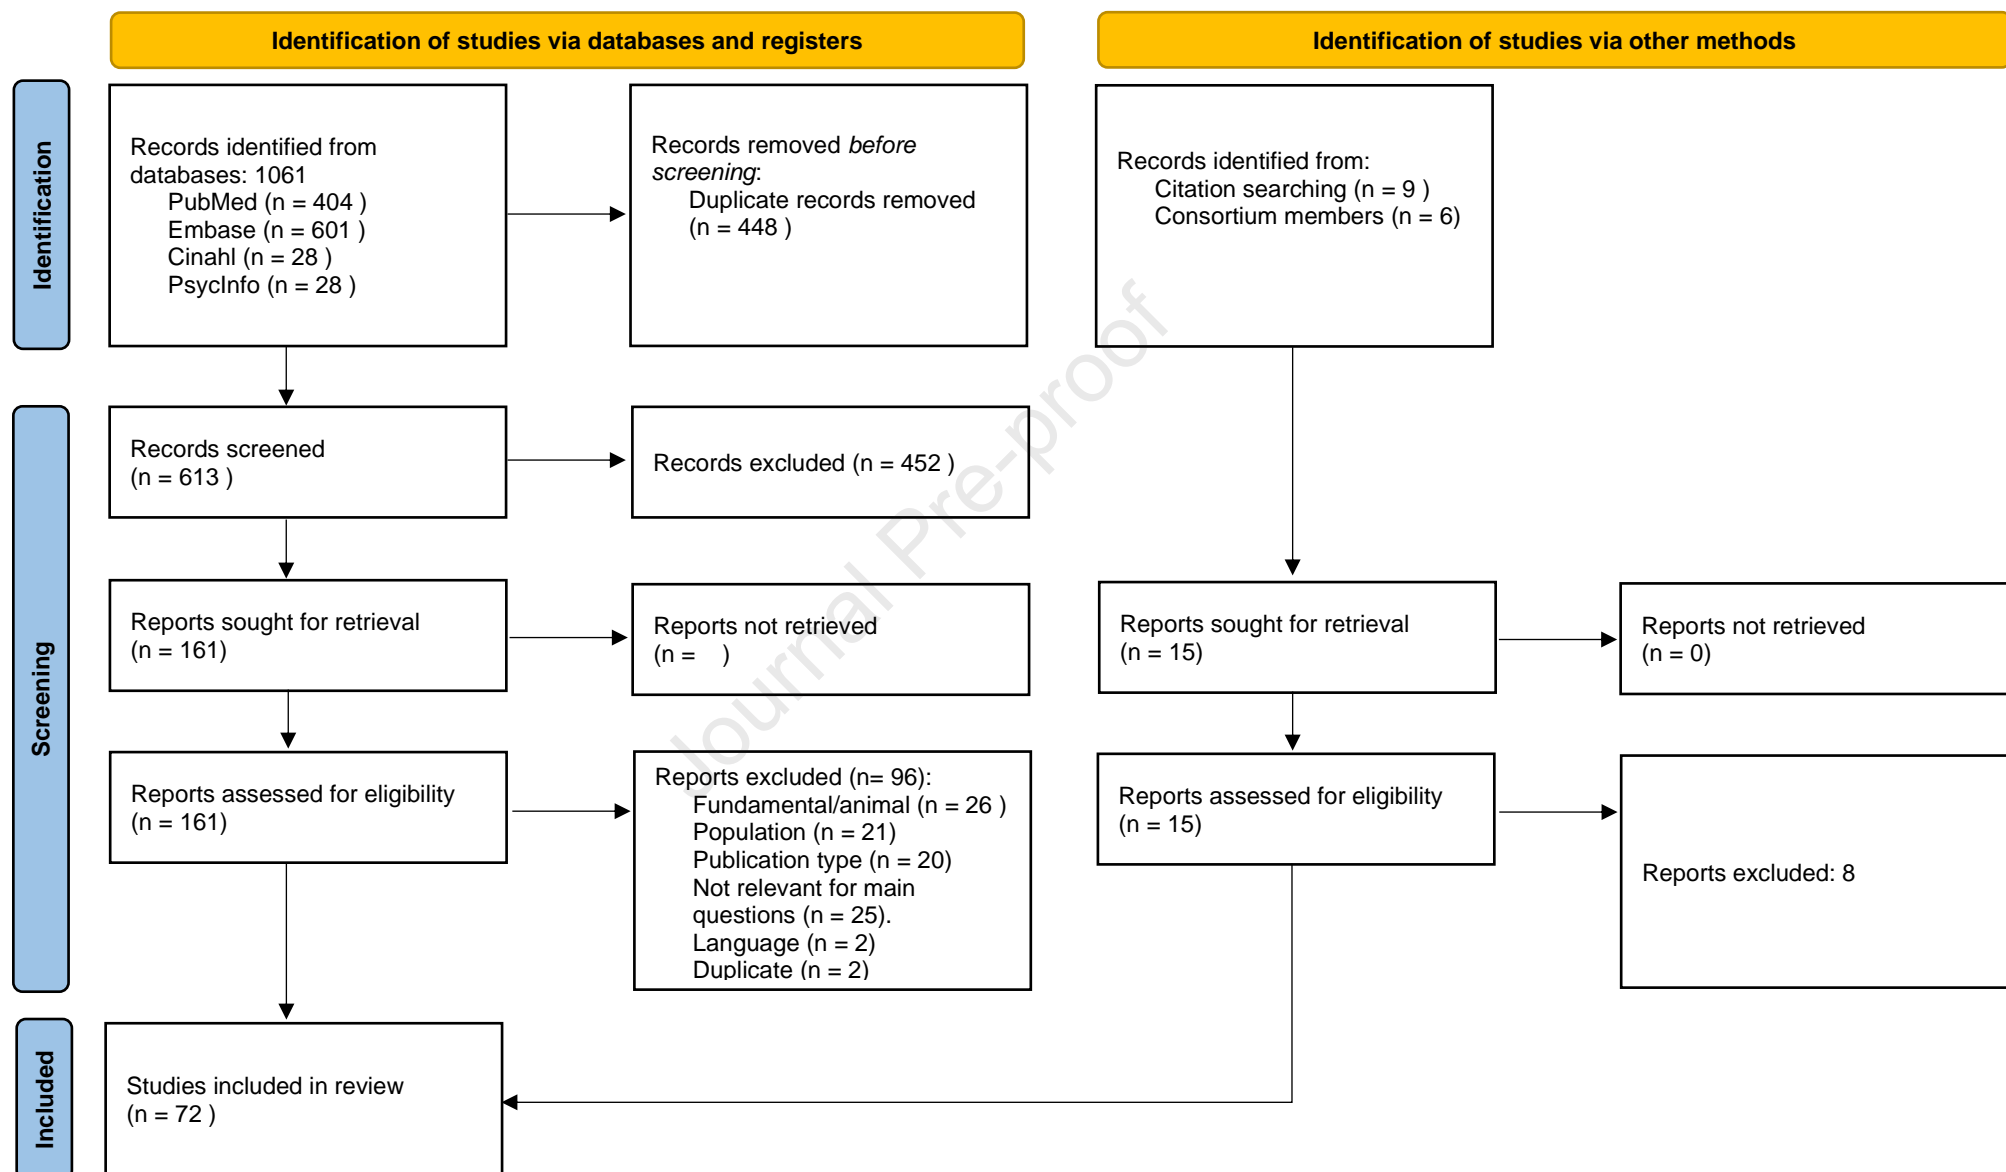 Identification of studies via databases and registers
Identification of studies via other methods
Identification
Records identified from
databases: 1061
PubMed (n = 404 )
Embase (n = 601 )
Cinahl (n = 28 )
PsycInfo (n = 28 )
Records removed before
screening:
Duplicate records removed
(n = 448 )
Records identified from:
Citation searching (n = 9 )
Consortium members (n = 6)
Screening
Records screened
(n = 613 )
Records excluded (n = 452 )
Reports sought for retrieval
(n = 161)
Reports not retrieved
(n =    )
Reports sought for retrieval
(n = 15)
Reports not retrieved
(n = 0)
Reports assessed for eligibility
(n = 161)
Reports excluded (n= 96):
Fundamental/animal (n = 26 )
Population (n = 21)
Publication type (n = 20)
Not relevant for main
questions (n = 25).
Language (n = 2)
Duplicate (n = 2)
Reports assessed for eligibility
(n = 15)
Reports excluded: 8
Included
Studies included in review
(n = 72 )
Journal Pre-proof